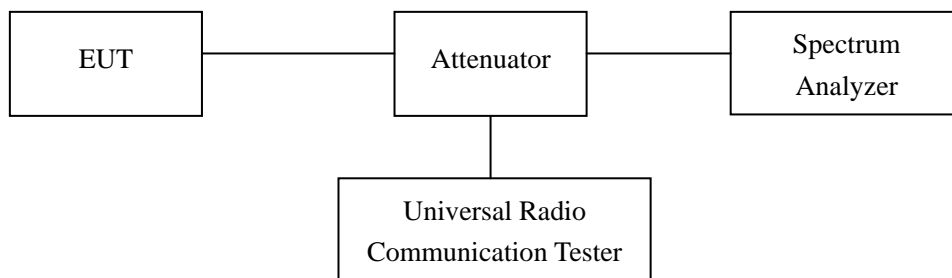 EUT
Attenuator
Spectrum
Analyzer
Universal Radio
Communication Tester